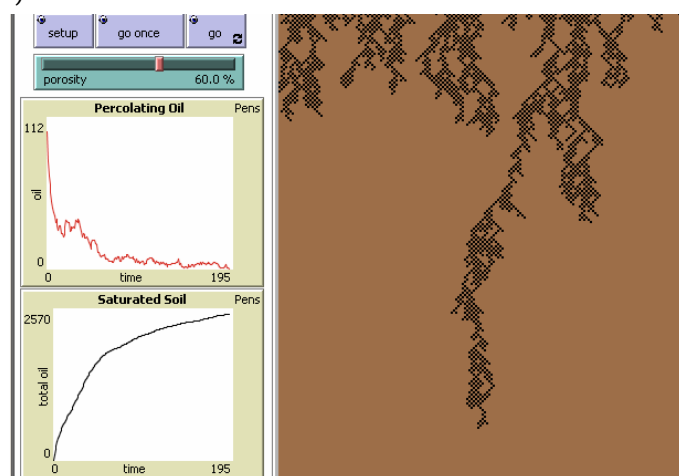 )
setup go once go
porosity 60.0 %
Percolating Oil Pens
112
oil
0
0 time 195
Saturated Soil Pens
2570
total oil
0
0 time 195